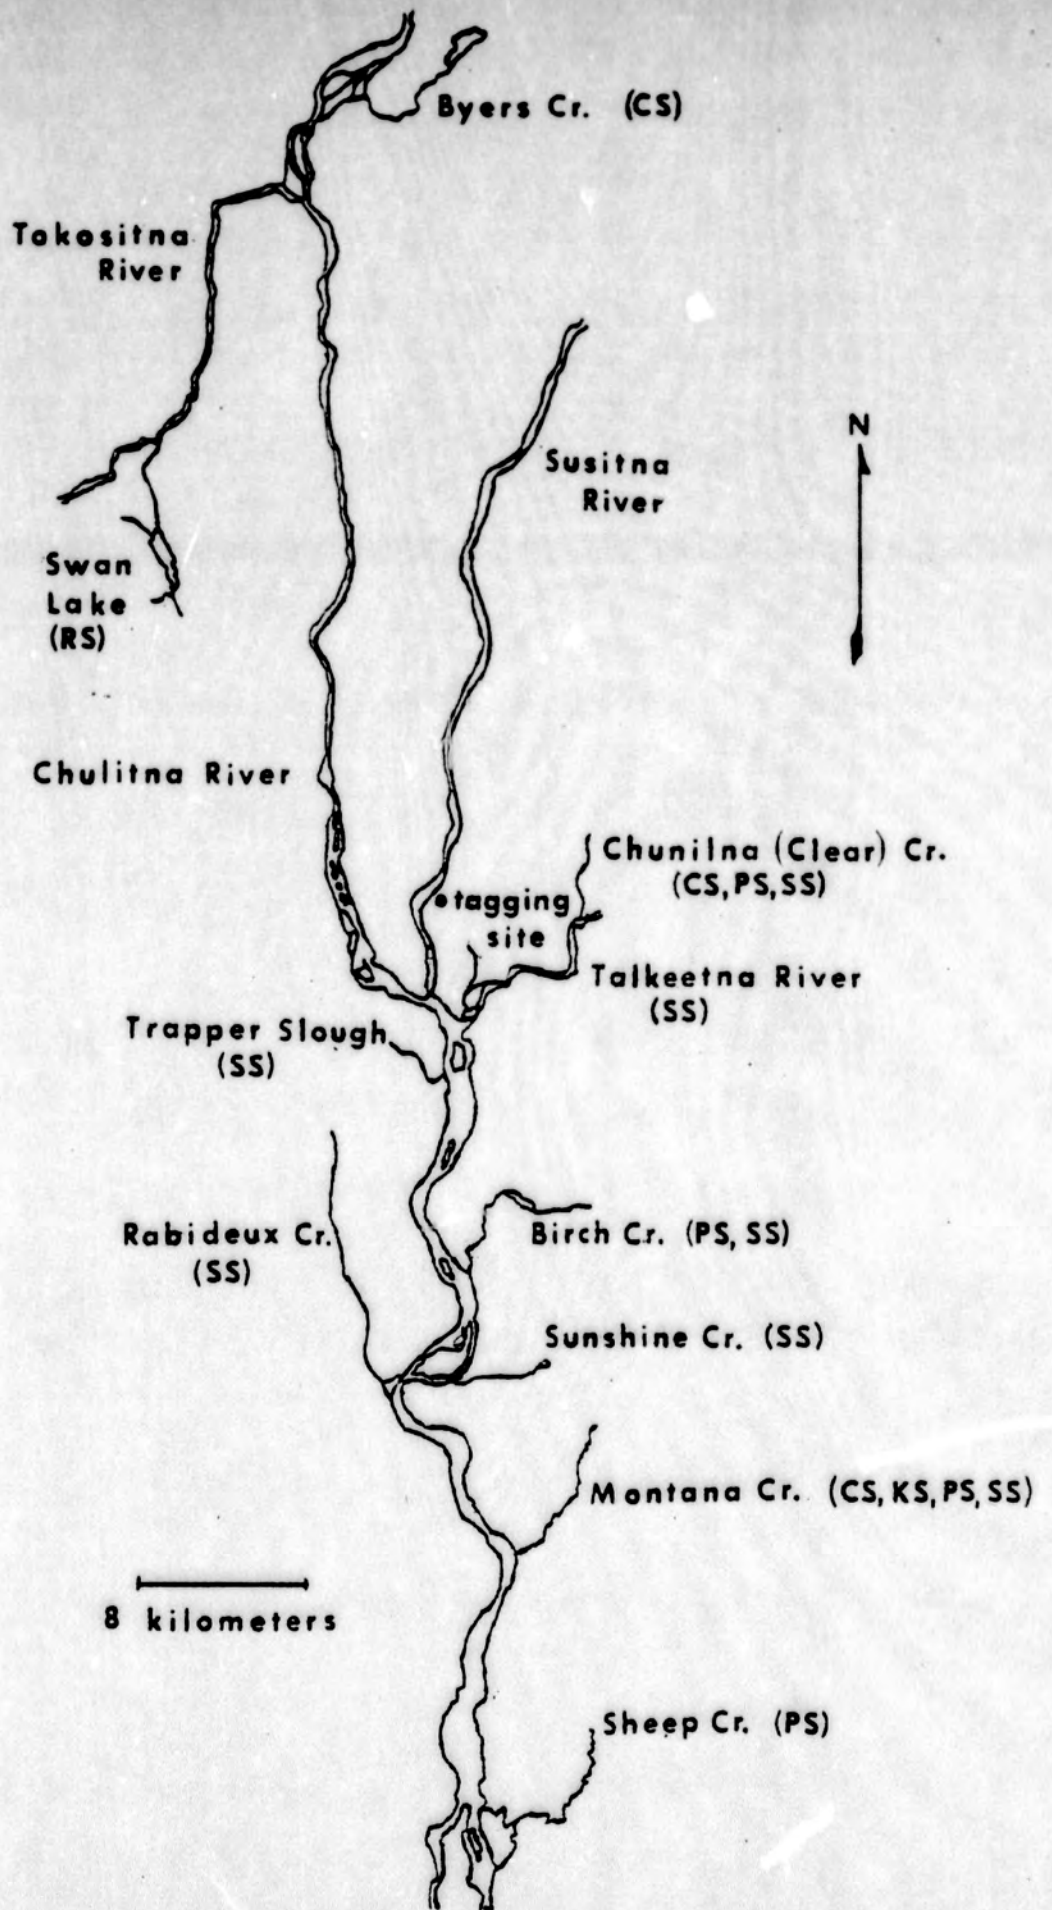 Byers Cr. (CS)
Tokositna
River
N
Susitna
River
Swan
Lake
(RS)
Chulitna River
Chunilna (Clear) Cr.
(CS, PS, SS)
tagging
site
Talkeetna River
(SS)
Trapper Slough
(SS)
Rabideux Cr.
(SS)
Birch Cr. (PS, SS)
Sunshine Cr. (SS)
Montana Cr. (CS, KS, PS, SS)
8 kilometers
Sheep Cr. (PS)